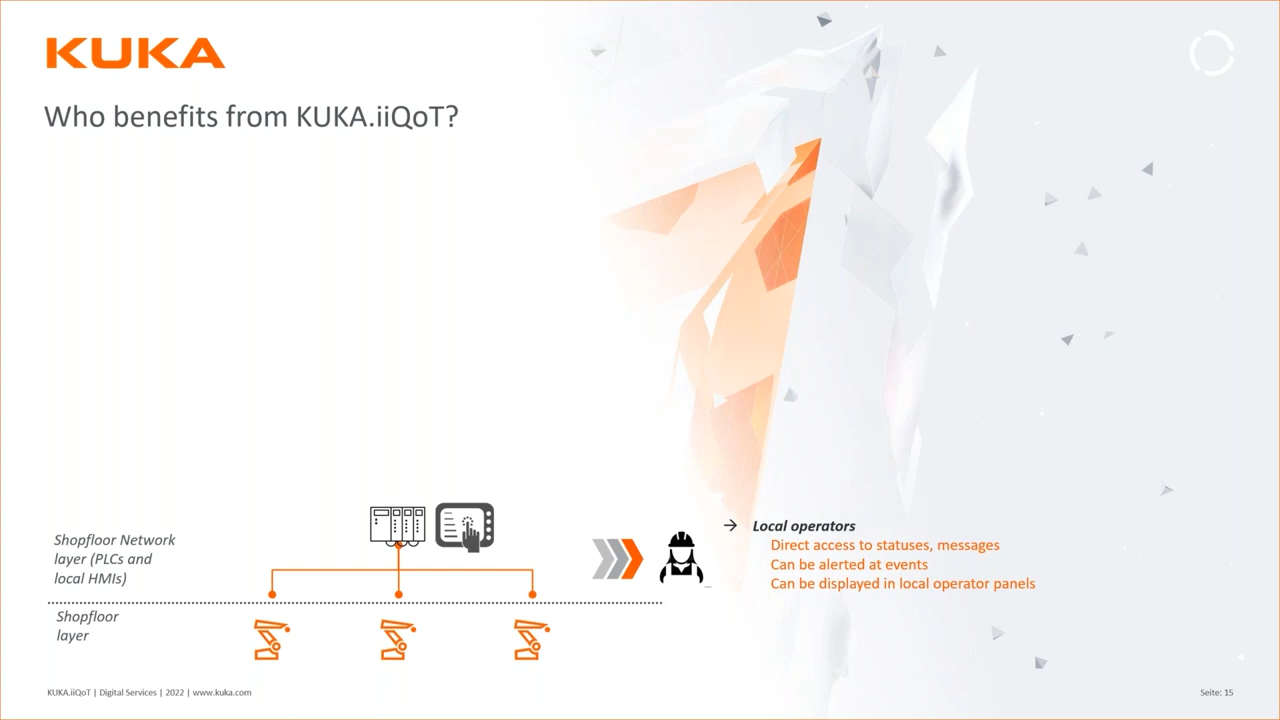 KUKA
Who benefits from KUKA.iiQoT?
Shopfloor Network
layer (PLCs and
local HMIs)
→ Local operators
Direct access to statuses, messages
Can be alerted at events
Can be displayed in local operator panels
Shopfloor
layer
KUKA.iiQoT | Digital Services | 2022 | www.kuka.com
Seite: 15